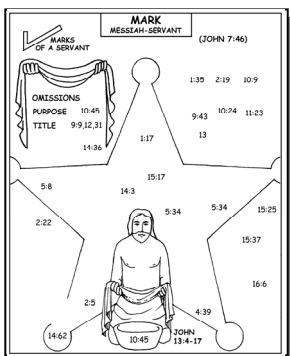 MARK
MESSIAH-SERVANT
MARKS
OF A SERVANT
(JOHN 7:46)
1:35 2:19 10:9
OMISSIONS
PURPOSE 10:45
TITLE 9:9,12,31
14:36
9:43 10:24 11:23
13
1:17
15:17
14:3
5:8
5:34
5:34
15:25
2:22
15:37
16:6
2:5
4:39
14:62
10:45
JOHN
13:4-17